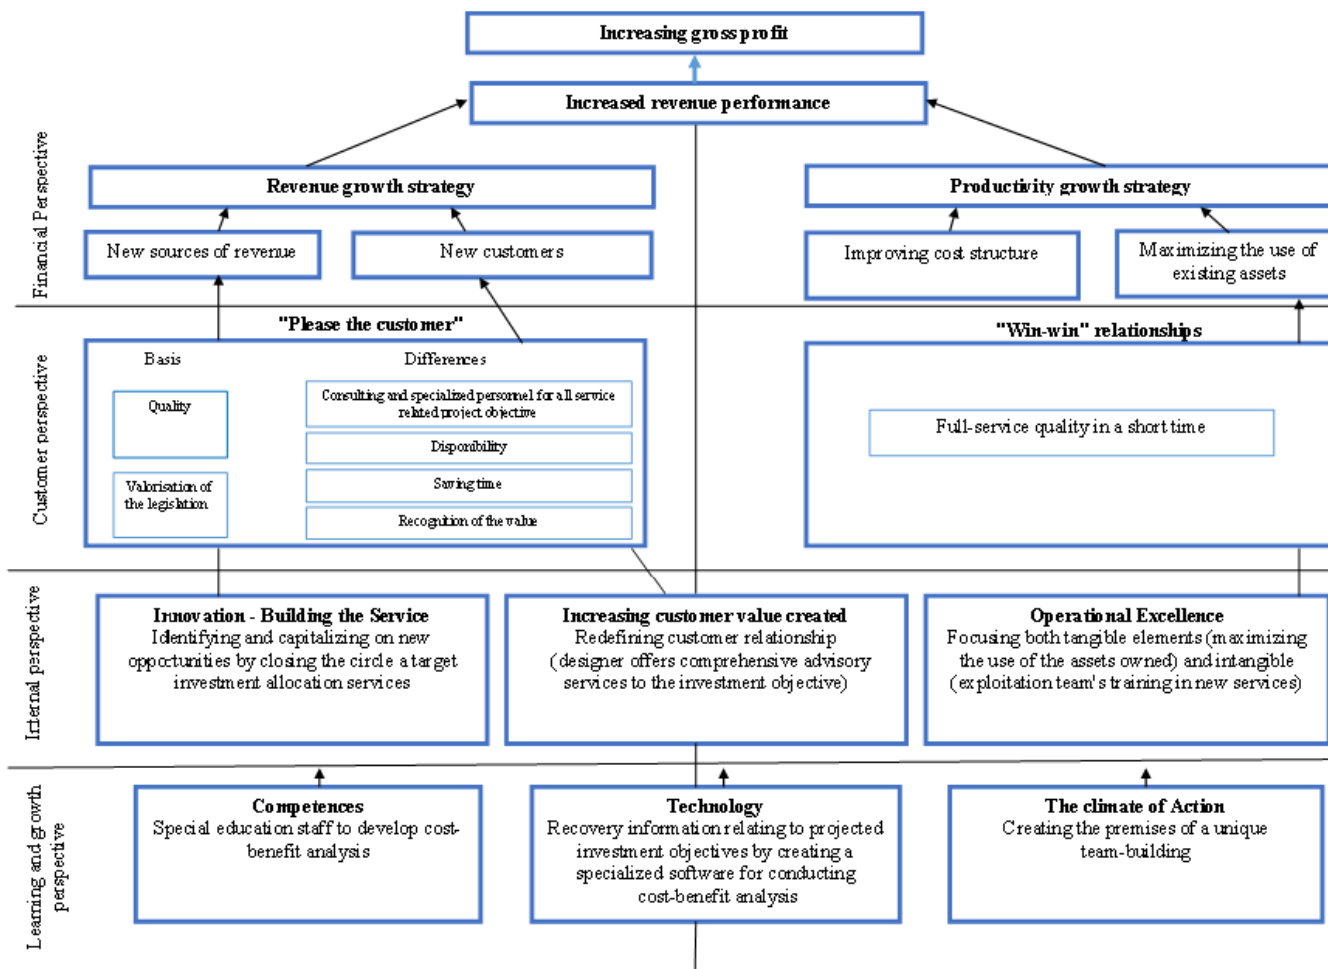 Increasing gross profit
Increased revenue performance
Financial Perspective
Revenue growth strategy
Productivity growth strategy
New sources of revenue
New customers
Improving cost structure
Maximizing the use of
existing assets
"Please the customer"
"Win-win" relationships
Customer perspective
Basis
Differences
Quality
Valorisation of
the legislation
Consulting and specialized personnel for all service
related project objective
Disponibility
Saving time
Recognition of the value
Full-service quality in a short time
Internal perspective
Innovation - Building the Service
Identifying and capitalizing on new
opportunities by closing the circle a target
investment allocation services
Increasing customer value created
Redefining customer relationship
(designer offers comprehensive advisory
services to the investment objective)
Operational Excellence
Focusing both tangible elements (maximizing
the use of the assets owned) and intangible
(exploitation team's training in new services)
Learning and growth
perspective
Competences
Special education staff to develop cost-
benefit analysis
Technology
Recovery information relating to projected
investment objectives by creating a
specialized software for conducting
cost-benefit analysis
The climate of Action
Creating the premises of a unique
team-building